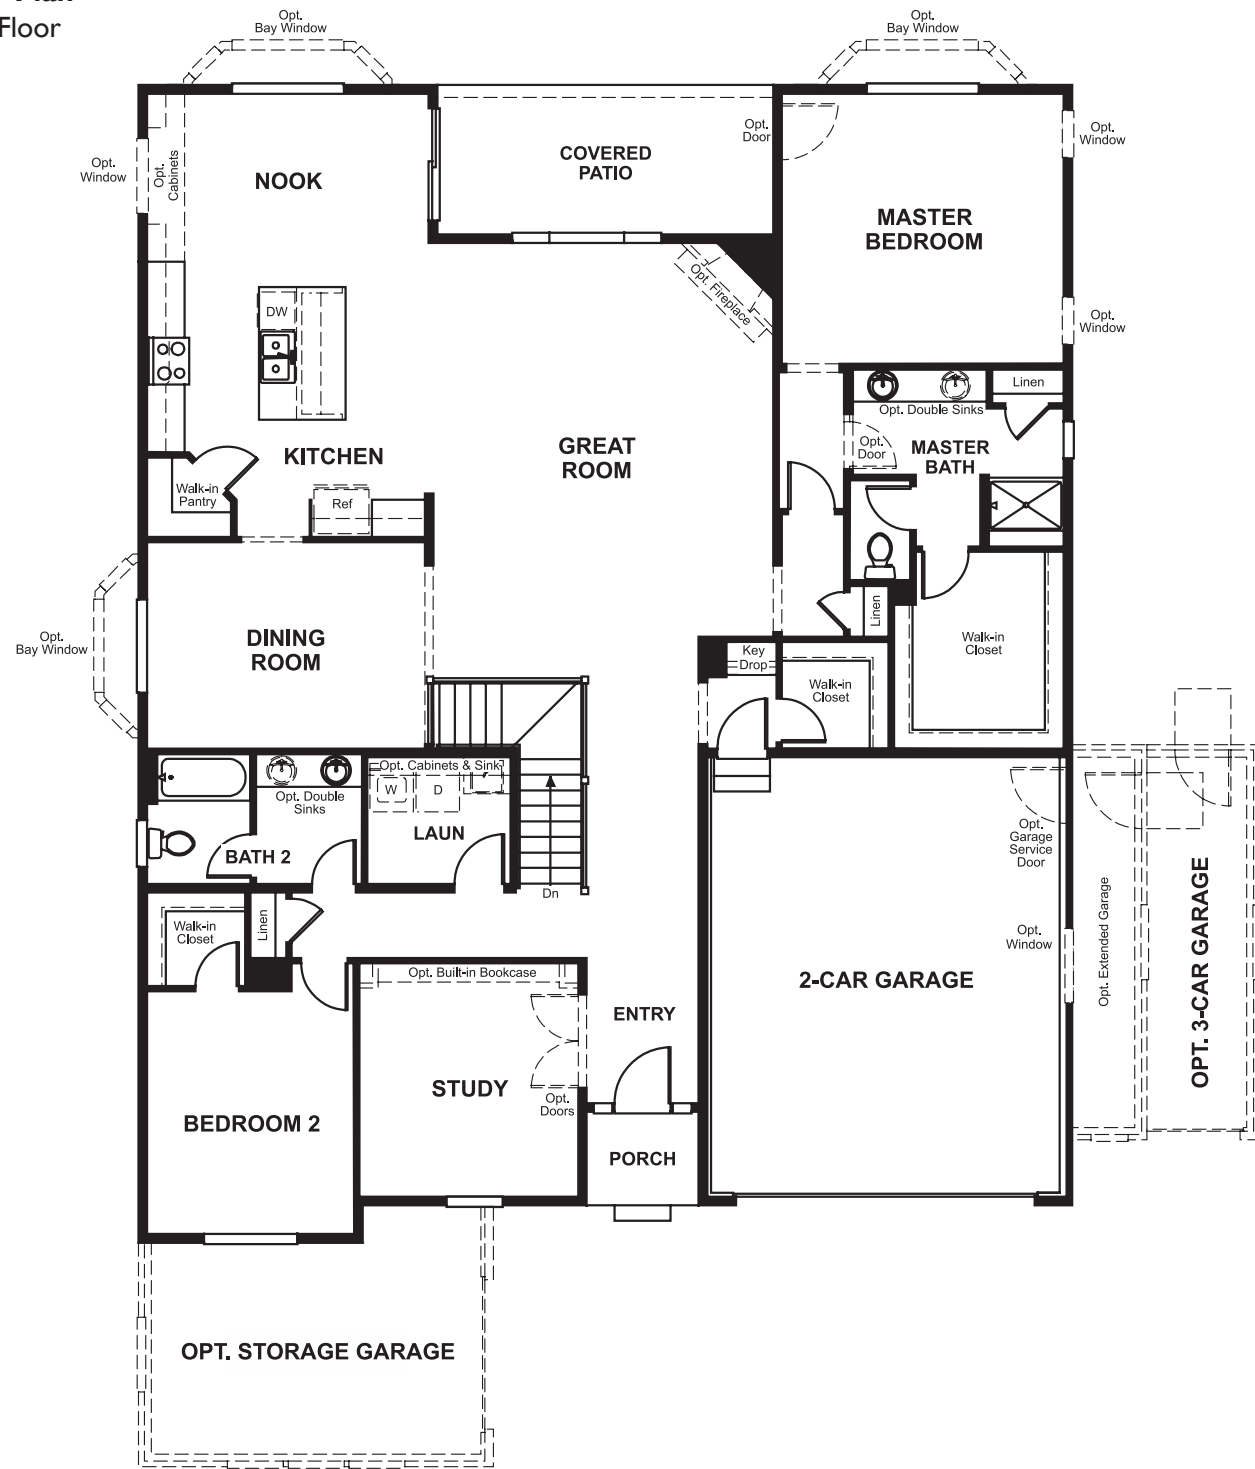 Floor
Opt.
Bay Window
Opt.
Bay Window
Opt.
Window
Opt.
Cabinets
NOOK
COVERED
PATIO
Opt.
Door
MASTER
BEDROOM
Opt.
Window
Opt.
Window
Opt. Fireplace
DW
KITCHEN
GREAT
ROOM
Linen
Opt. Double Sinks
Opt.
Door
MASTER
BATH
Walk-in
Pantry
Ref
DINING
ROOM
Opt.
Bay Window
Linen
Walk-in
Closet
Key
Drop
Walk-in
Closet
Opt. Cabinets & Sink
W
D
LAUN
Opt. Double
Sinks
BATH 2
Dn
Walk-in
Closet
Linen
Opt. Built-in Bookcase
STUDY
Opt.
Doors
ENTRY
PORCH
BEDROOM 2
2-CAR GARAGE
Opt.
Garage
Service
Door
Opt.
Window
Opt. Extended Garage
OPT. 3-CAR GARAGE
OPT. STORAGE GARAGE